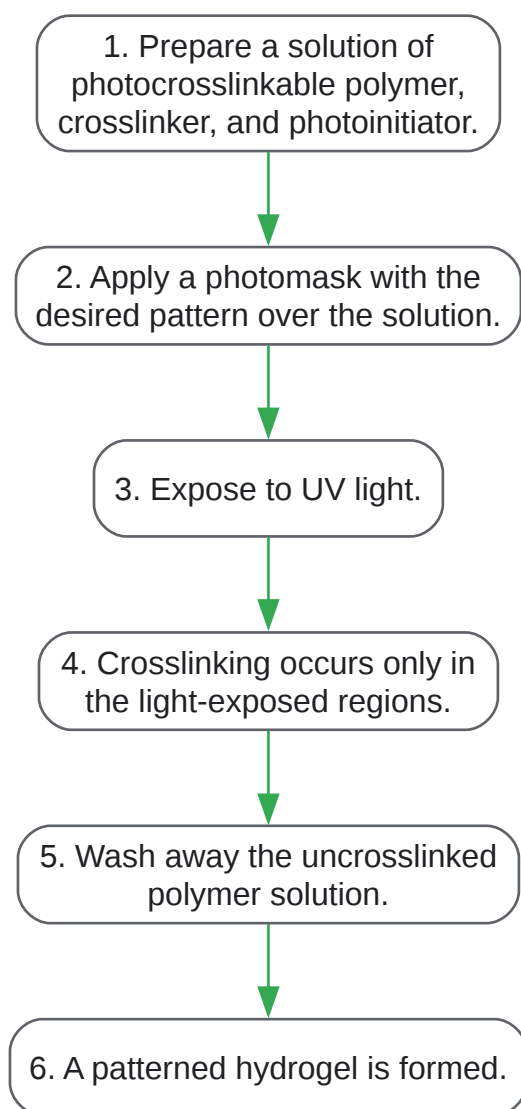 1. Prepare a solution of
photocrosslinkable polymer,
crosslinker, and photoinitiator.
2. Apply a photomask with the
desired pattern over the solution.
3. Expose to UV light.
4. Crosslinking occurs only in
the light-exposed regions.
5. Wash away the uncrosslinked
polymer solution.
6. A patterned hydrogel is formed.